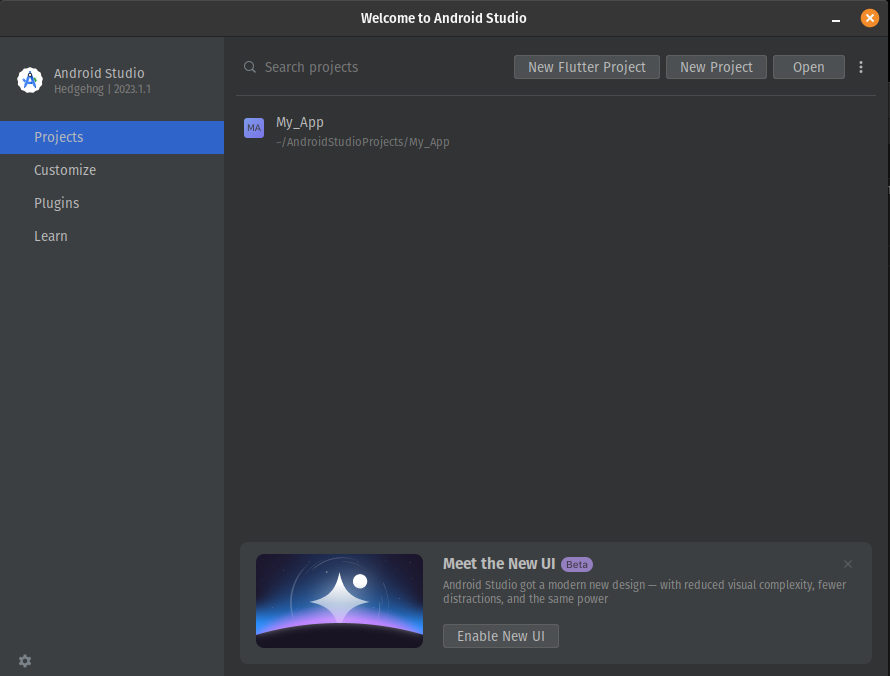 Welcome to Android Studio
Android Studio
Hedgehog | 2023.1.1
Projects
Customize
Plugins
Learn
Search projects
New Flutter Project
New Project
Open
MA
My_App
~/AndroidStudioProjects/My_App
Meet the New UI Beta
Android Studio got a modern new design — with reduced visual complexity, fewer
distractions, and the same power
Enable New UI